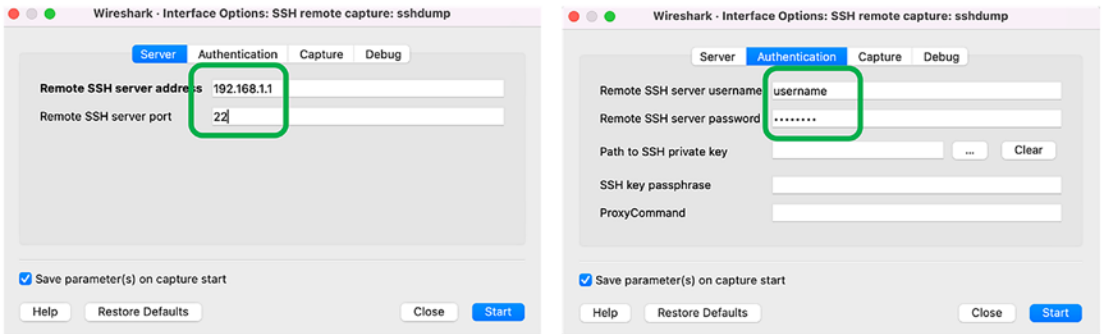 Wireshark · Interface Options: SSH remote capture: sshdump
Server Authentication Capture Debug
Remote SSH server address 192.168.1.1
Remote SSH server port 22
Save parameter(s) on capture start
Help Restore Defaults Close Start
Wireshark · Interface Options: SSH remote capture: sshdump
Server Authentication Capture Debug
Remote SSH server username username
Remote SSH server password ••••••••
Path to SSH private key ... Clear
SSH key passphrase
ProxyCommand
Save parameter(s) on capture start
Help Restore Defaults Close Start